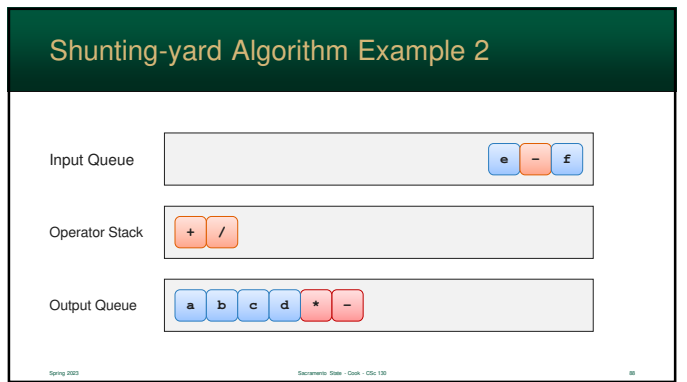 Shunting-yard Algorithm Example 2
Input Queue e - f
Operator Stack + /
Output Queue a b c d * -
Spring 2023 Sacramento State - Cook - CSc 130 88